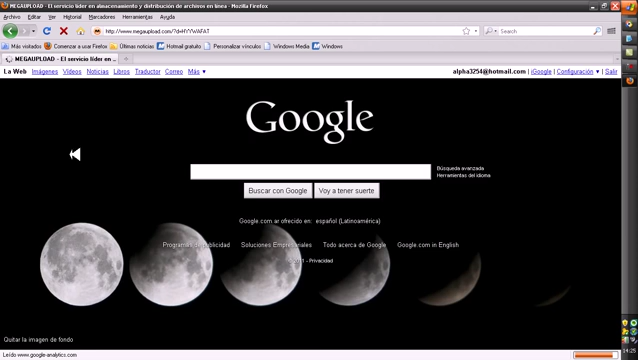 MEGAUPLOAD - El servicio líder en almacenamiento y distribución de archivos en línea - Mozilla Firefox
Archivo Editar Ver Historial Marcadores Herramientas Ayuda
http://www.megaupload.com/?d=HYYWAFAT
Google
Más visitados Comenzar a usar Firefox Últimas noticias Hotmail gratuito Personalizar vínculos Windows Media Windows
MEGAUPLOAD - El servicio líder en ...
La Web Imágenes Vídeos Noticias Libros Traductor Correo Más ▼
alpha3254@hotmail.com | iGoogle | Configuración ▼ | Salir
Google
Búsqueda avanzada
Herramientas del idioma
Buscar con Google Voy a tener suerte
Google.com.ar ofrecido en: español (Latinoamérica)
Programas de publicidad Soluciones Empresariales Todo acerca de Google Google.com in English
- Privacidad
Quitar la imagen de fondo
Leído www.google-analytics.com
14:25